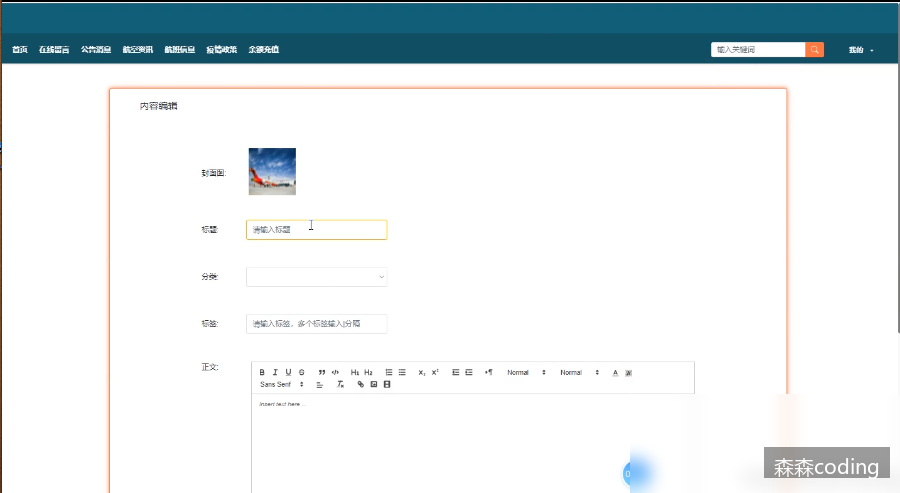 首页 在线留言 公告消息 航空资讯 航班信息 疫情政策 余额充值 输入关键词 我的
内容编辑
封面图:
标题: 请输入标题
分类:
标签: 请输入标签，多个标签输入|分隔
正文:
B I U S H1 H2 X2 X2 Normal Normal A A
Sans Serif
Insert text here ...
森森coding